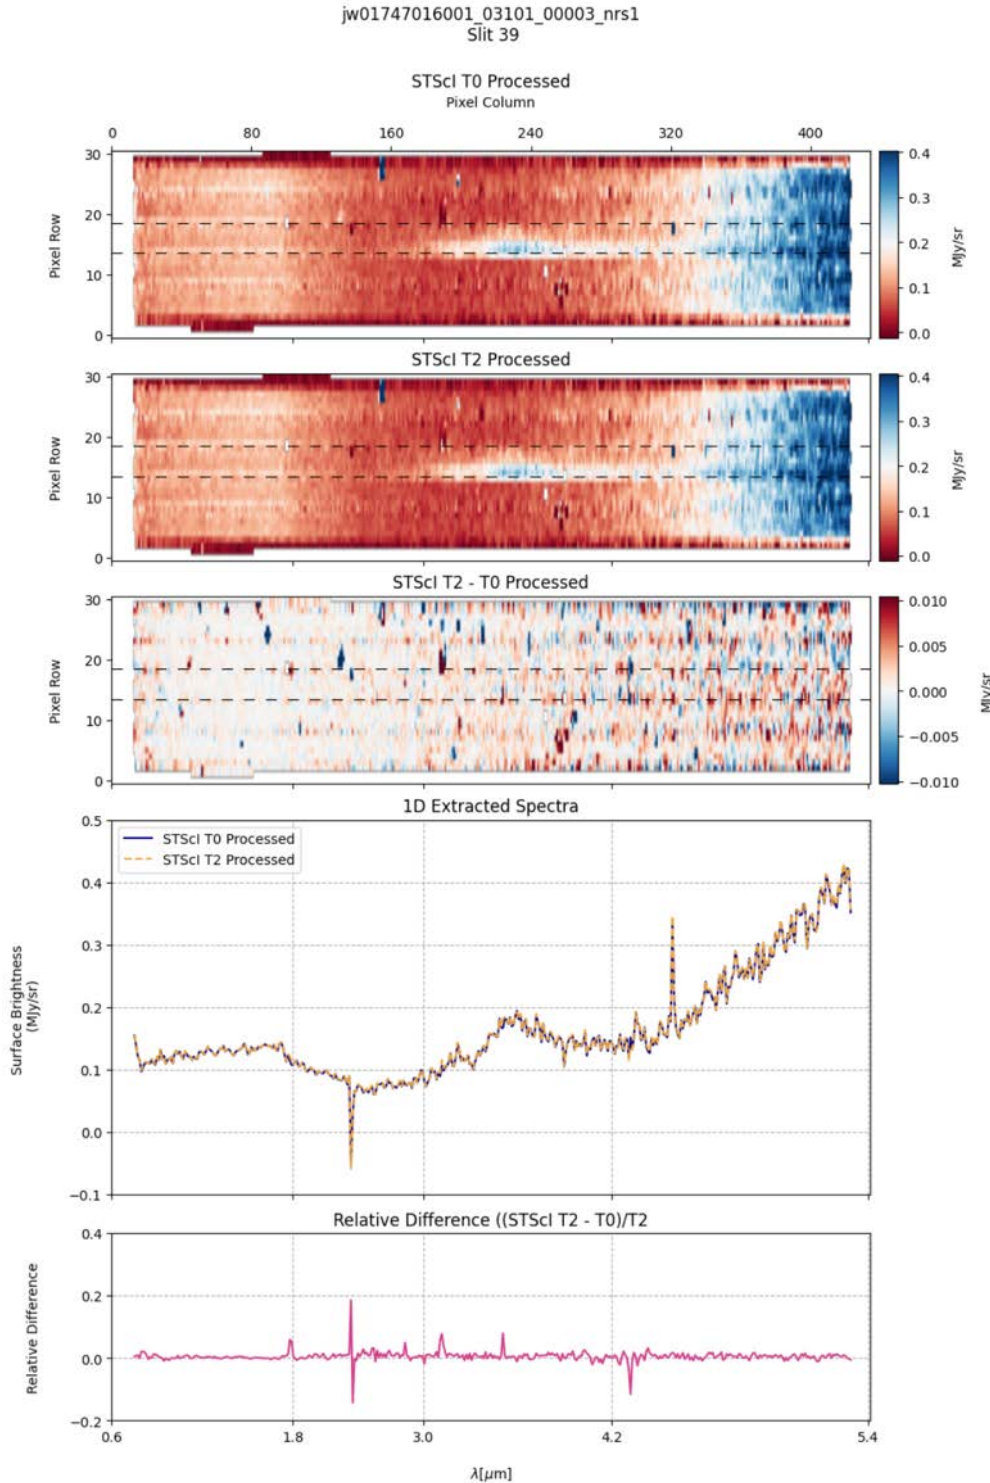 jw01747016001_03101_00003_nrs1
Slit 39
STScI T0 Processed
Pixel Column
0 80 160 240 320 400
30
20
10
0
Pixel Row
0.4
0.3
0.2
0.1
0.0
MJy/sr
STScI T2 Processed
30
20
10
0
Pixel Row
0.4
0.3
0.2
0.1
0.0
MJy/sr
STScI T2 - T0 Processed
30
20
10
0
Pixel Row
0.010
0.005
0.000
−0.005
−0.010
MJy/sr
1D Extracted Spectra
STScI T0 Processed
STScI T2 Processed
0.5
0.4
0.3
0.2
0.1
0.0
−0.1
Surface Brightness
(MJy/sr)
Relative Difference ((STScI T2 - T0)/T2
0.4
0.2
0.0
−0.2
Relative Difference
0.6 1.8 3.0 4.2 5.4
λ[μm]